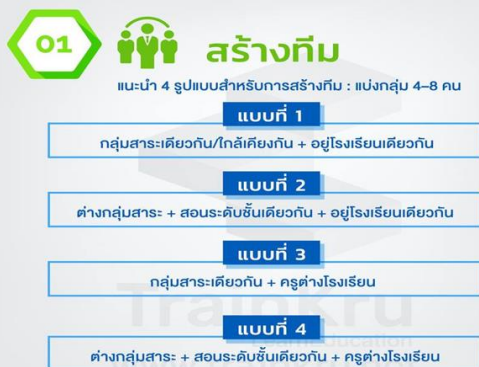 01
สร้างทีม
แนะนำ 4 รูปแบบสำหรับการสร้างทีม : แบ่งกลุ่ม 4–8 คน
แบบที่ 1
กลุ่มสาระเดียวกัน/ใกล้เคียงกัน + อยู่โรงเรียนเดียวกัน
แบบที่ 2
ต่างกลุ่มสาระ + สอนระดับชั้นเดียวกัน + อยู่โรงเรียนเดียวกัน
แบบที่ 3
กลุ่มสาระเดียวกัน + ครูต่างโรงเรียน
TrainKru
แบบที่ 4
ต่างกลุ่มสาระ + สอนระดับชั้นเดียวกัน + ครูต่างโรงเรียน